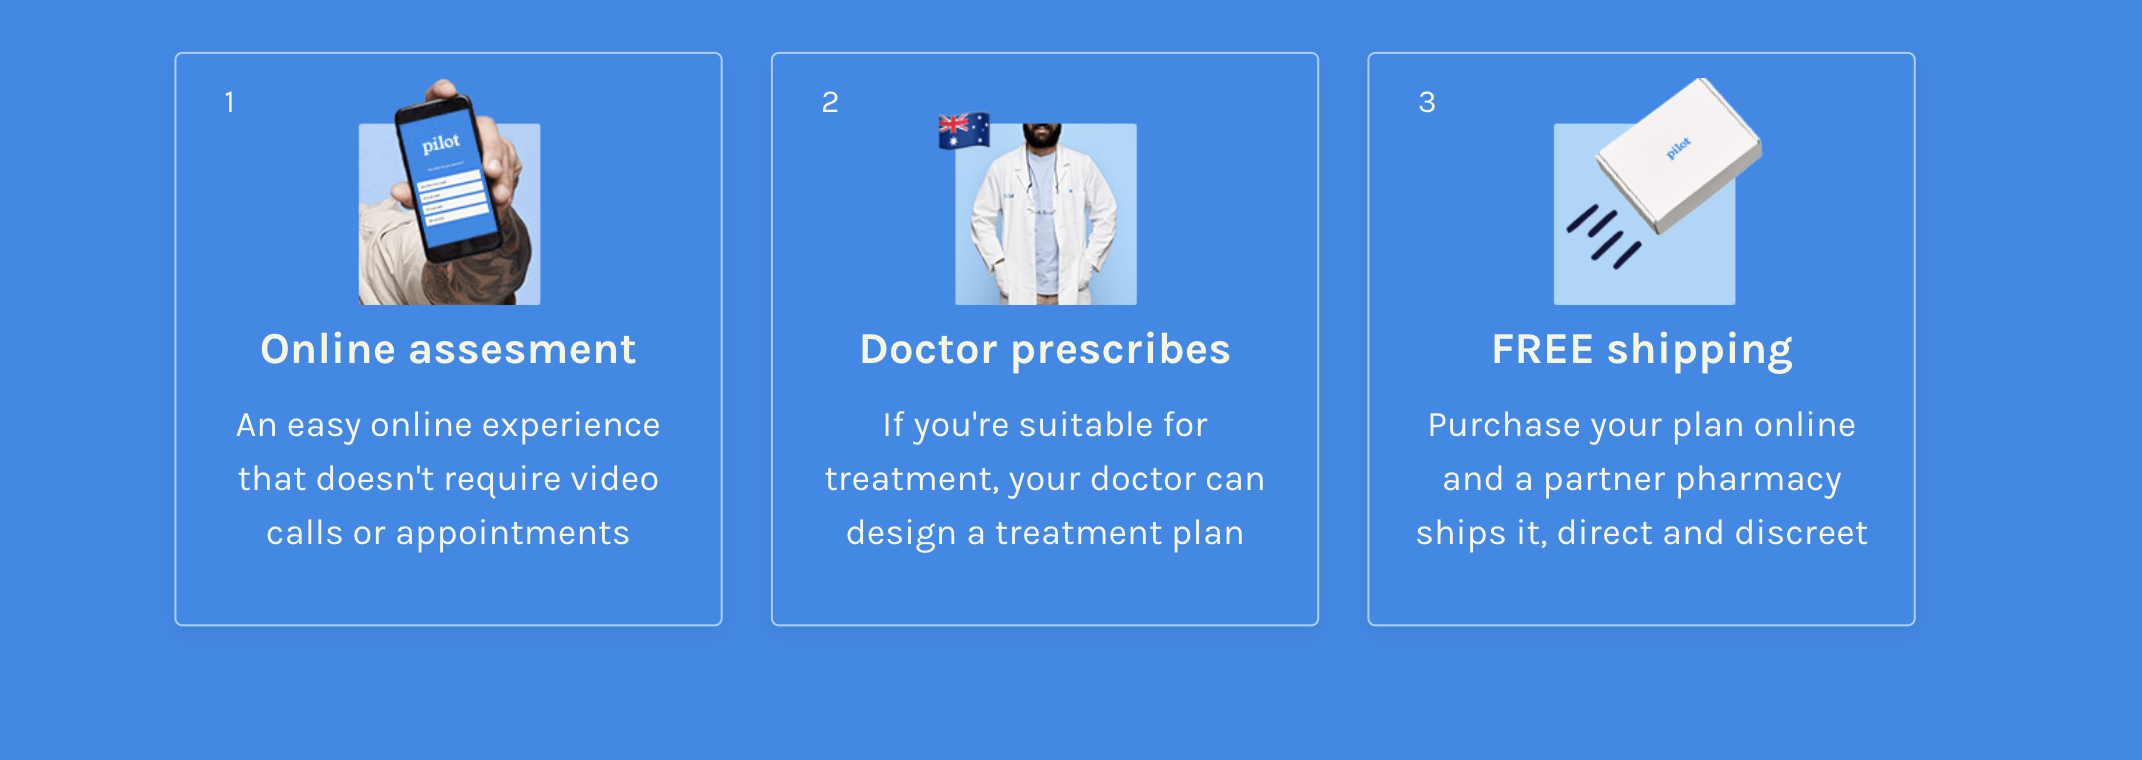 1
pilot
Online assesment
An easy online experience
that doesn't require video
calls or appointments
2
Doctor prescribes
If you're suitable for
treatment, your doctor can
design a treatment plan
3
pilot
FREE shipping
Purchase your plan online
and a partner pharmacy
ships it, direct and discreet